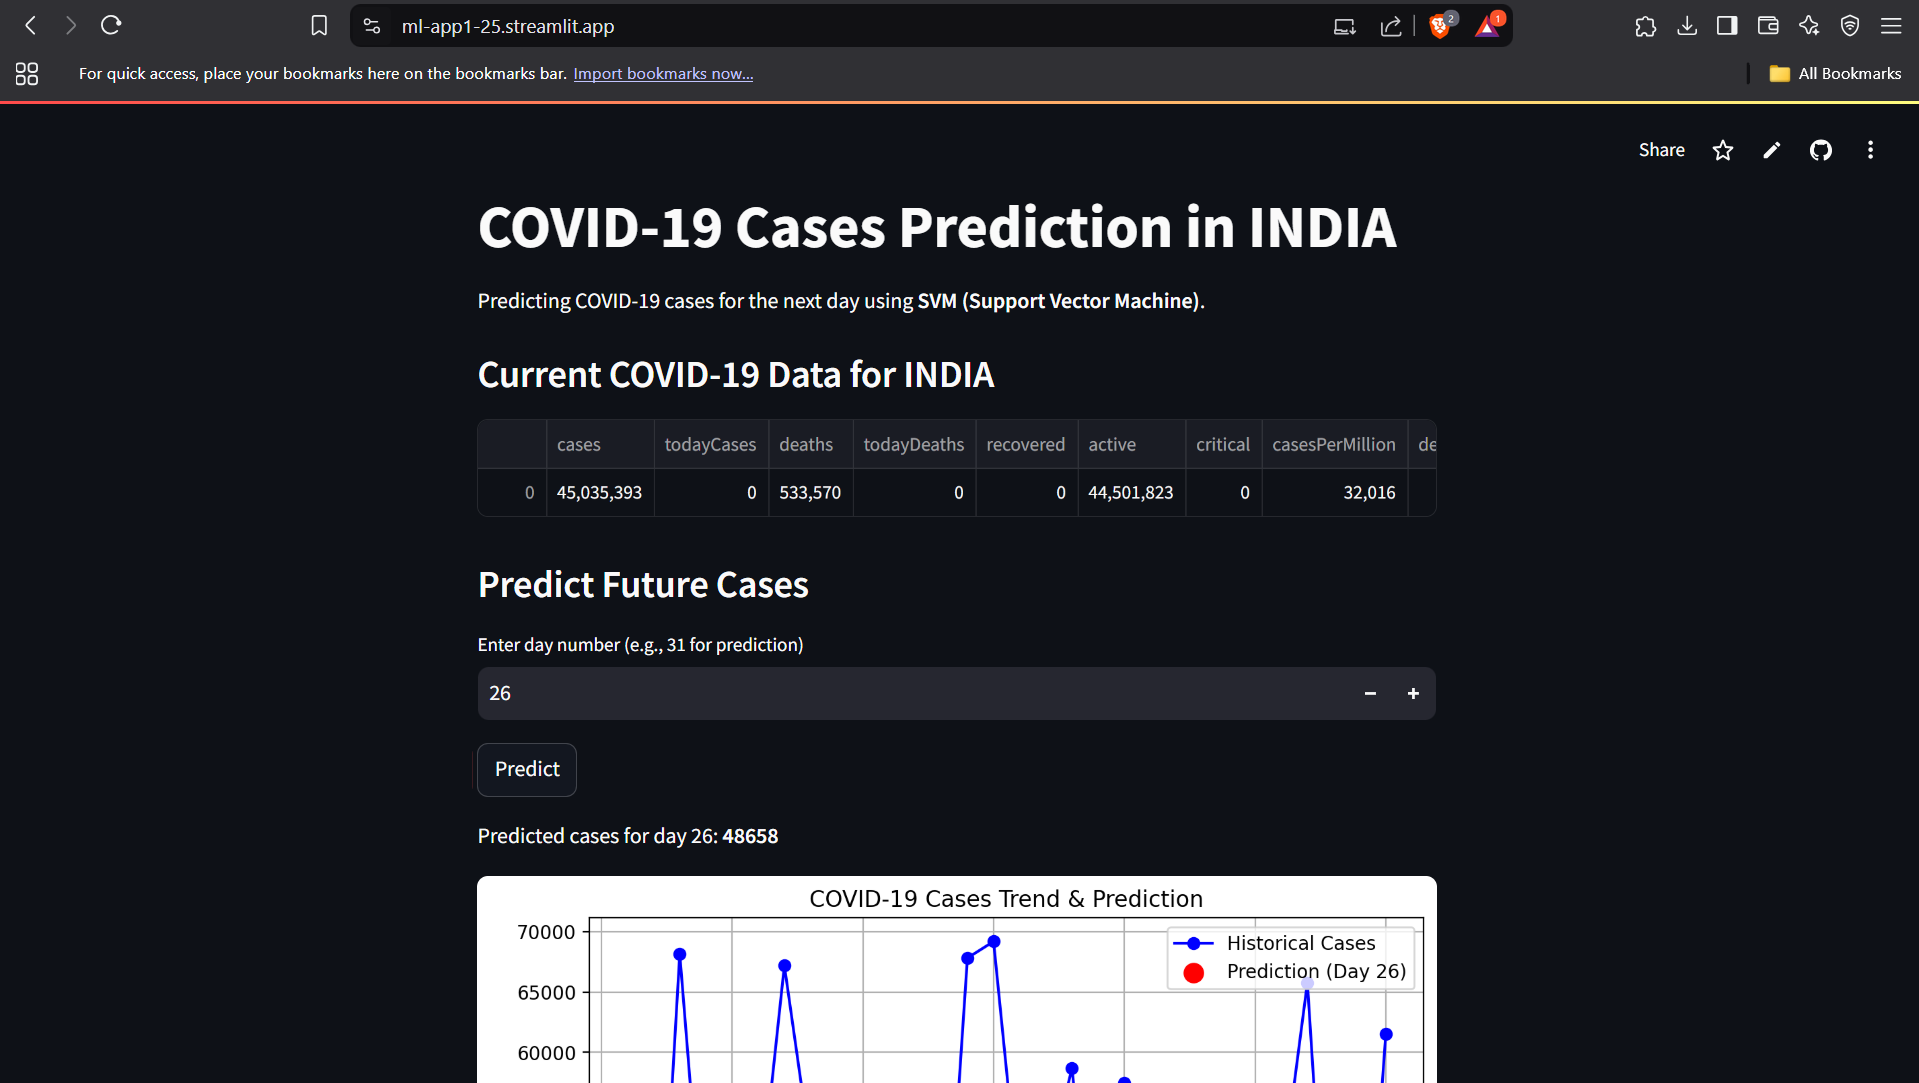 ml-app1-25.streamlit.app
2
1
For quick access, place your bookmarks here on the bookmarks bar. Import bookmarks now...
All Bookmarks
Share
COVID-19 Cases Prediction in INDIA
Predicting COVID-19 cases for the next day using SVM (Support Vector Machine).
Current COVID-19 Data for INDIA
cases todayCases deaths todayDeaths recovered active critical casesPerMillion de
0 45,035,393 0 533,570 0 0 44,501,823 0 32,016
Predict Future Cases
Enter day number (e.g., 31 for prediction)
26 − +
Predict
Predicted cases for day 26: 48658
COVID-19 Cases Trend & Prediction
70000
Historical Cases
Prediction (Day 26)
65000
60000